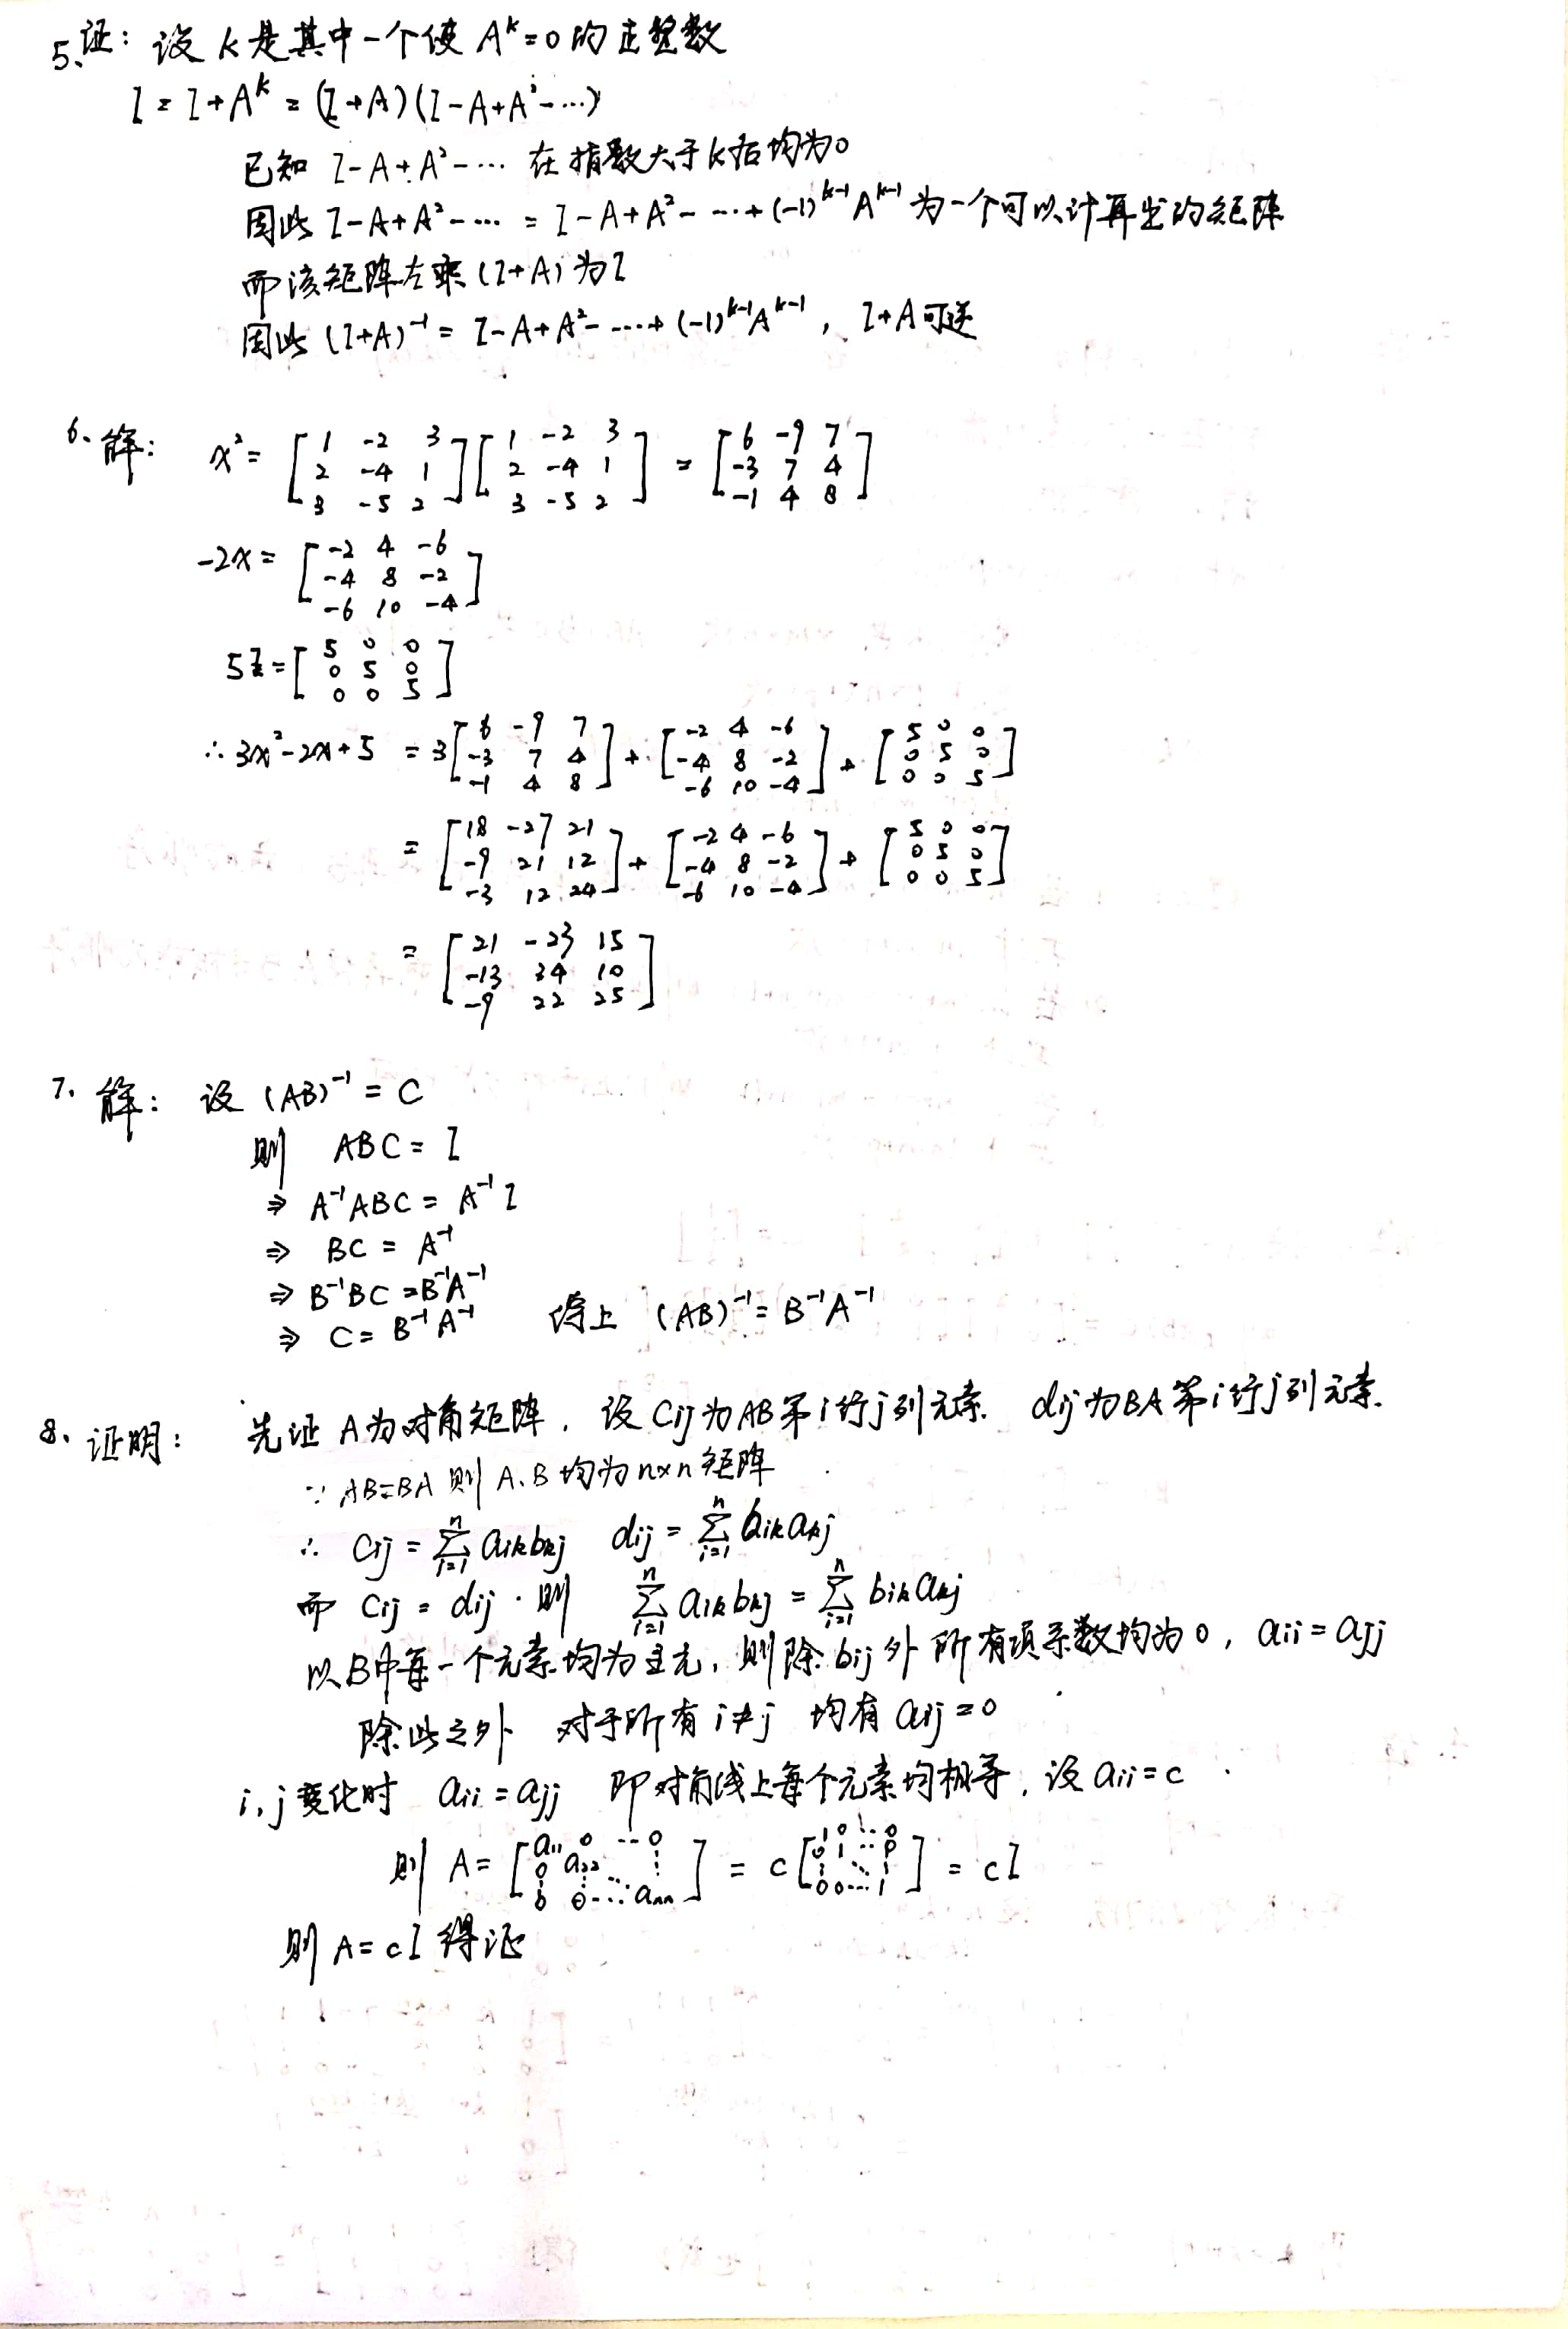 5、证：设 k 是其中一个使 A^k=0 的正整数
I = I + A^k = (I+A)(I-A+A²-…)
已知 I-A+A²-… 在指数大于k后均为0
因此 I-A+A²-… = I-A+A²-…+(-1)^{k-1}A^{k-1} 为一个可以计算出的矩阵
而该矩阵左乘 (I+A) 为I
因此 (I+A)^{-1} = I-A+A²-…+(-1)^{k-1}A^{k-1}，I+A可逆
6、解： x² = [1 -2 3; 2 -4 1; 3 -5 2][1 -2 3; 2 -4 1; 3 -5 2] = [6 -9 7; -3 7 4; -1 4 8]
-2x = [-2 4 -6; -4 8 -2; -6 10 -4]
5I = [5 0 0; 0 5 0; 0 0 5]
∴ 3x²-2x+5 = 3[6 -9 7; -3 7 4; -1 4 8] + [-2 4 -6; -4 8 -2; -6 10 -4] + [5 0 0; 0 5 0; 0 0 5]
= [18 -27 21; -9 21 12; -3 12 24] + [-2 4 -6; -4 8 -2; -6 10 -4] + [5 0 0; 0 5 0; 0 0 5]
= [21 -23 15; -13 34 10; -9 22 25]
7、解： 设 (AB)^{-1} = C
则 ABC = I
⇒ A^{-1}ABC = A^{-1}I
⇒ BC = A^{-1}
⇒ B^{-1}BC = B^{-1}A^{-1}
⇒ C = B^{-1}A^{-1} 综上 (AB)^{-1} = B^{-1}A^{-1}
8、证明： 先证 A为对角矩阵，设 Cij为AB第i行j列元素. dij为BA第i行j列元素.
∵ AB=BA 则 A、B 均为n×n矩阵
∴ Cij = Σ_{i=1}^{n} aikbkj dij = Σ_{i=1}^{n} bikakj
而 Cij = dij . 则 Σ_{i=1}^{n} aikbkj = Σ_{i=1}^{n} bikakj
以B中每一个元素均为主元，则除 bij 外 所有项系数均为0，aii = ajj
除此之外 对于所有 i≠j 均有 aij=0
i,j变化时 aii = ajj 即对角线上每个元素均相等，设 aii=c
则 A = [a11 0 … 0; 0 a22 ⋮; ⋮ ⋮ ⋱; 0 0 … ann] = c[1 0 … 0; 0 1 … 0; ⋮ ⋱ ⋮; 0 0 … 1] = cI
则 A = cI 得证